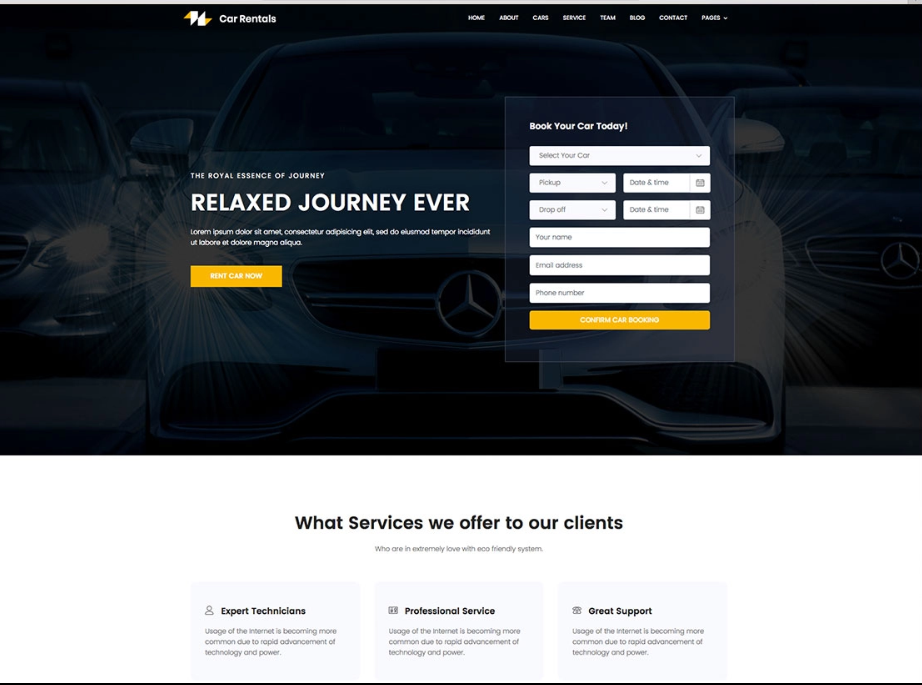 Car Rentals
HOME ABOUT CARS SERVICE TEAM BLOG CONTACT PAGES
Book Your Car Today!
Select Your Car
Pickup Date & time
Drop off Date & time
Your name
Email address
Phone number
CONFIRM CAR BOOKING
THE ROYAL ESSENCE OF JOURNEY
RELAXED JOURNEY EVER
Lorem ipsum dolor sit amet, consectetur adipisicing elit, sed do eiusmod tempor incididunt
ut labore et dolore magna aliqua.
RENT CAR NOW
What Services we offer to our clients
Who are in extremely love with eco friendly system.
Expert Technicians
Usage of the Internet is becoming more
common due to rapid advancement of
technology and power.
Professional Service
Usage of the Internet is becoming more
common due to rapid advancement of
technology and power.
Great Support
Usage of the Internet is becoming more
common due to rapid advancement of
technology and power.